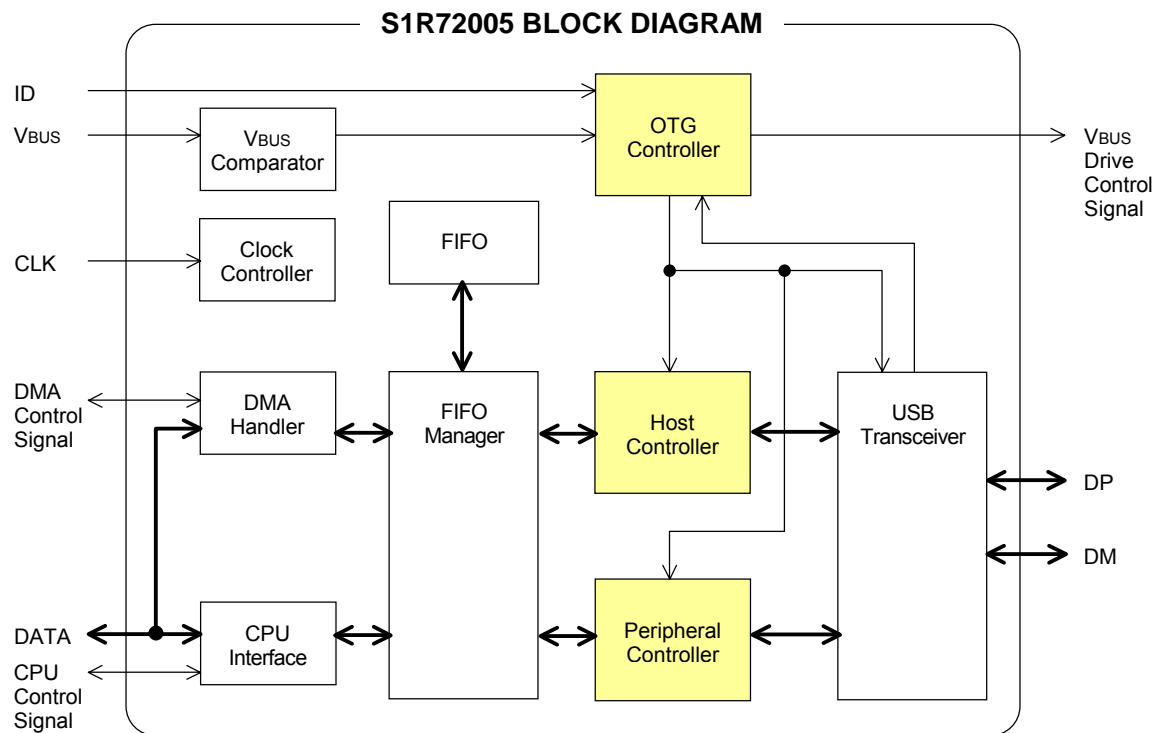 S1R72005 BLOCK DIAGRAM
ID
VBUS
VBUS
Comparator
OTG
Controller
VBUS
Drive
Control
Signal
CLK
Clock
Controller
FIFO
DMA
Control
Signal
DMA
Handler
FIFO
Manager
Host
Controller
USB
Transceiver
DP
DM
DATA
CPU
Control
Signal
CPU
Interface
Peripheral
Controller